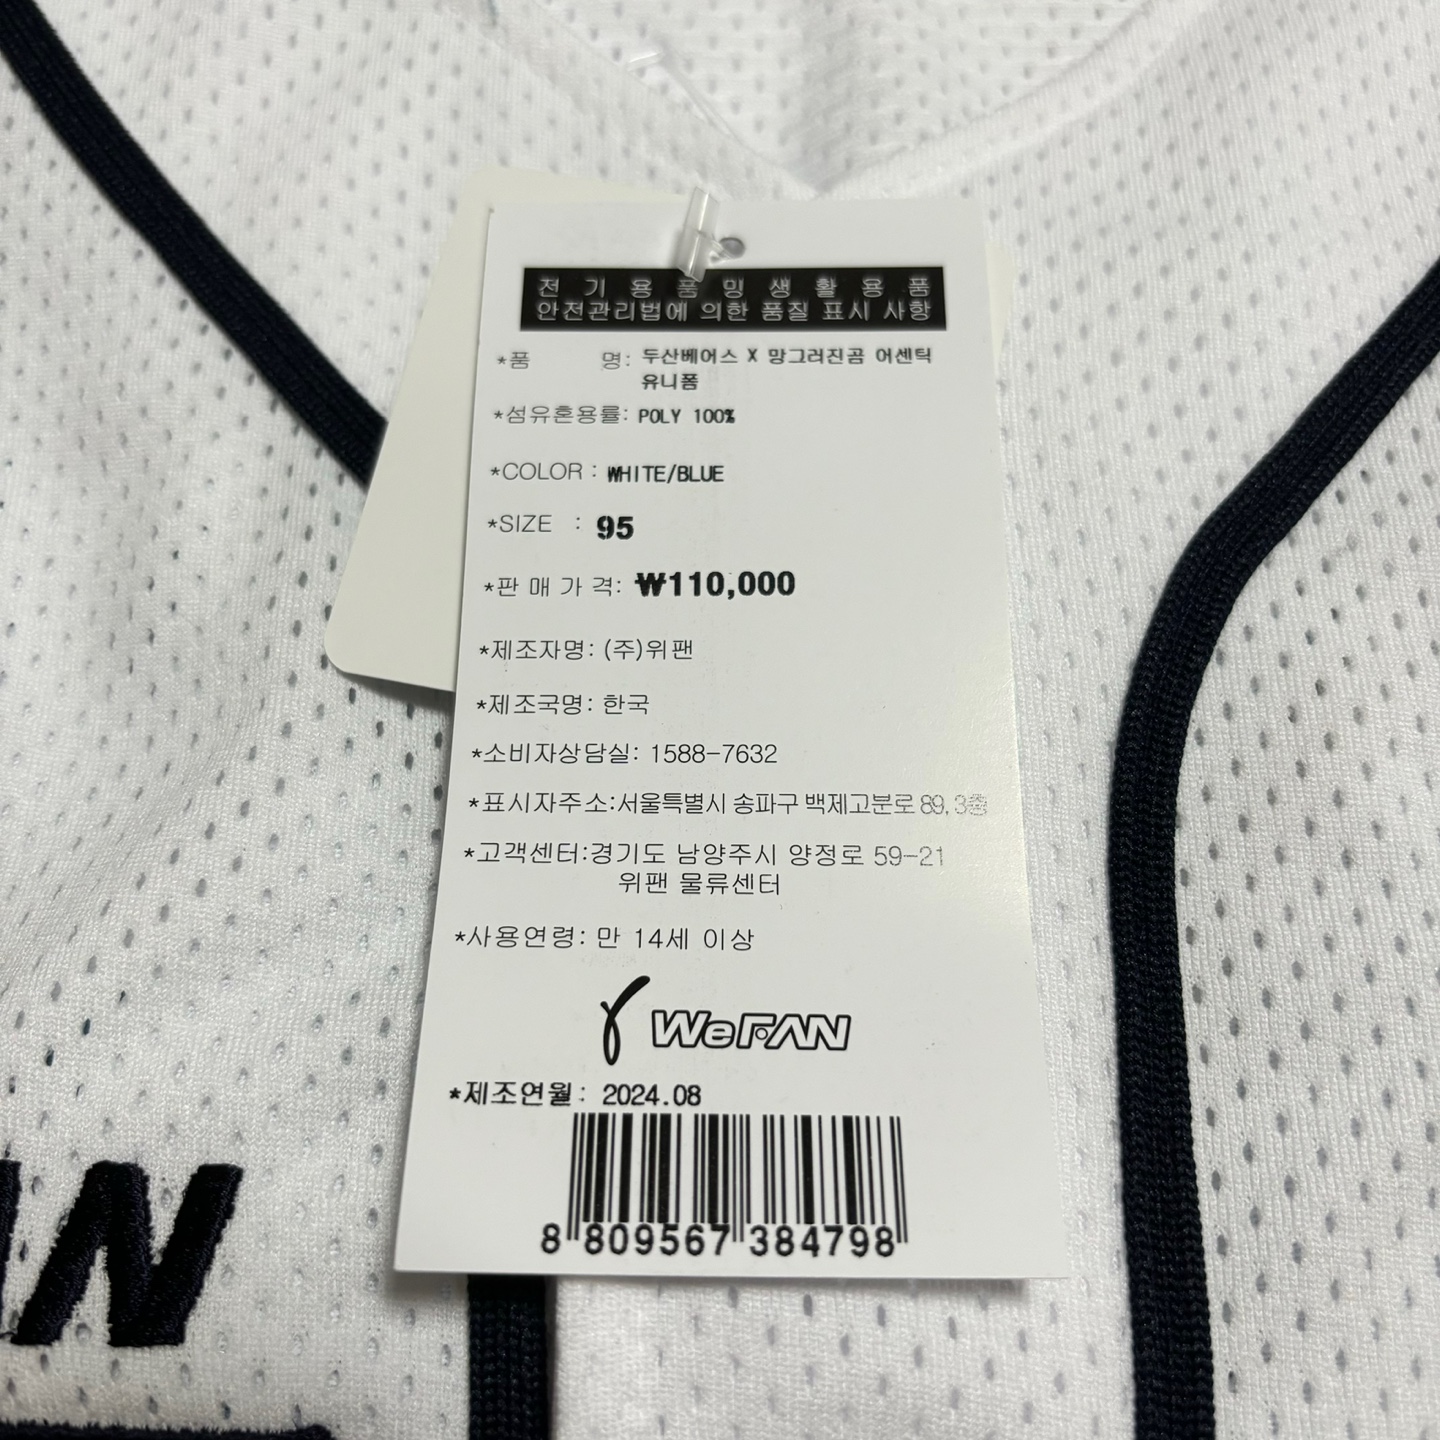 전기용품 밍 생활용품
안전관리법에 의한 품질 표시 사항
*품 명: 두산베어스 X 망그러진곰 어센틱
유니폼
*섬유혼용률: POLY 100%
*COLOR : WHITE/BLUE
*SIZE : 95
*판매가격: ₩110,000
*제조자명: (주)위팬
*제조국명: 한국
*소비자상담실: 1588-7632
*표시자주소:서울특별시 송파구 백제고분로 89, 3층
*고객센터:경기도 남양주시 양정로 59-21
위팬 물류센터
*사용연령: 만 14세 이상
WeFAN
*제조연월: 2024.08
8 809567 384798